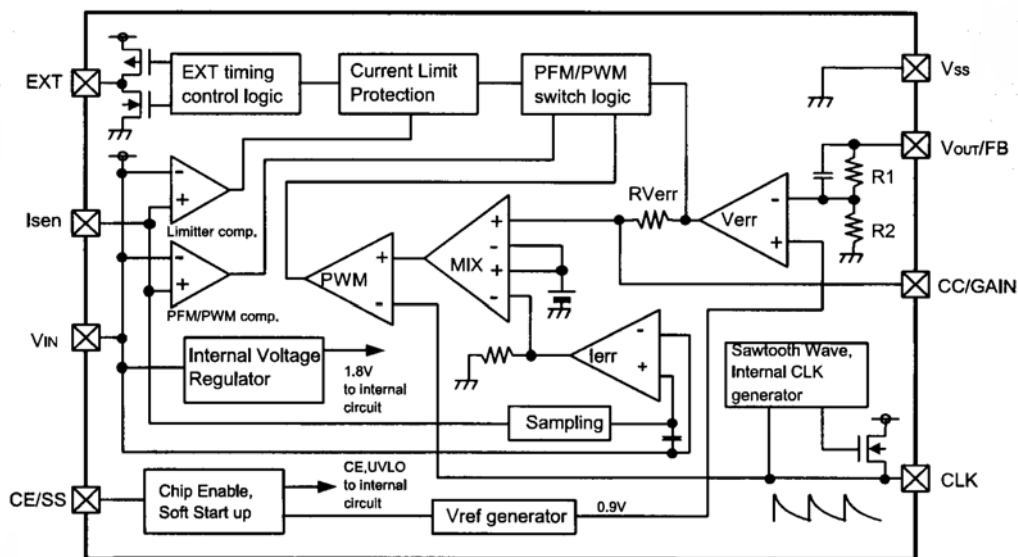 EXT
EXT timing
control logic
Current Limit
Protection
PFM/PWM
switch logic
Vss
VOUT/FB
R1
R2
Isen
-
+
Limitter comp.
-
+
PFM/PWM comp.
RVerr
Verr
-
+
MIX
+
-
+
-
PWM
+
-
CC/GAIN
VIN
Internal Voltage
Regulator
1.8V
to internal
circuit
Ierr
-
+
Sampling
Sawtooth Wave,
Internal CLK
generator
CE/SS
Chip Enable,
Soft Start up
CE,UVLO
to internal
circuit
Vref generator
0.9V
CLK